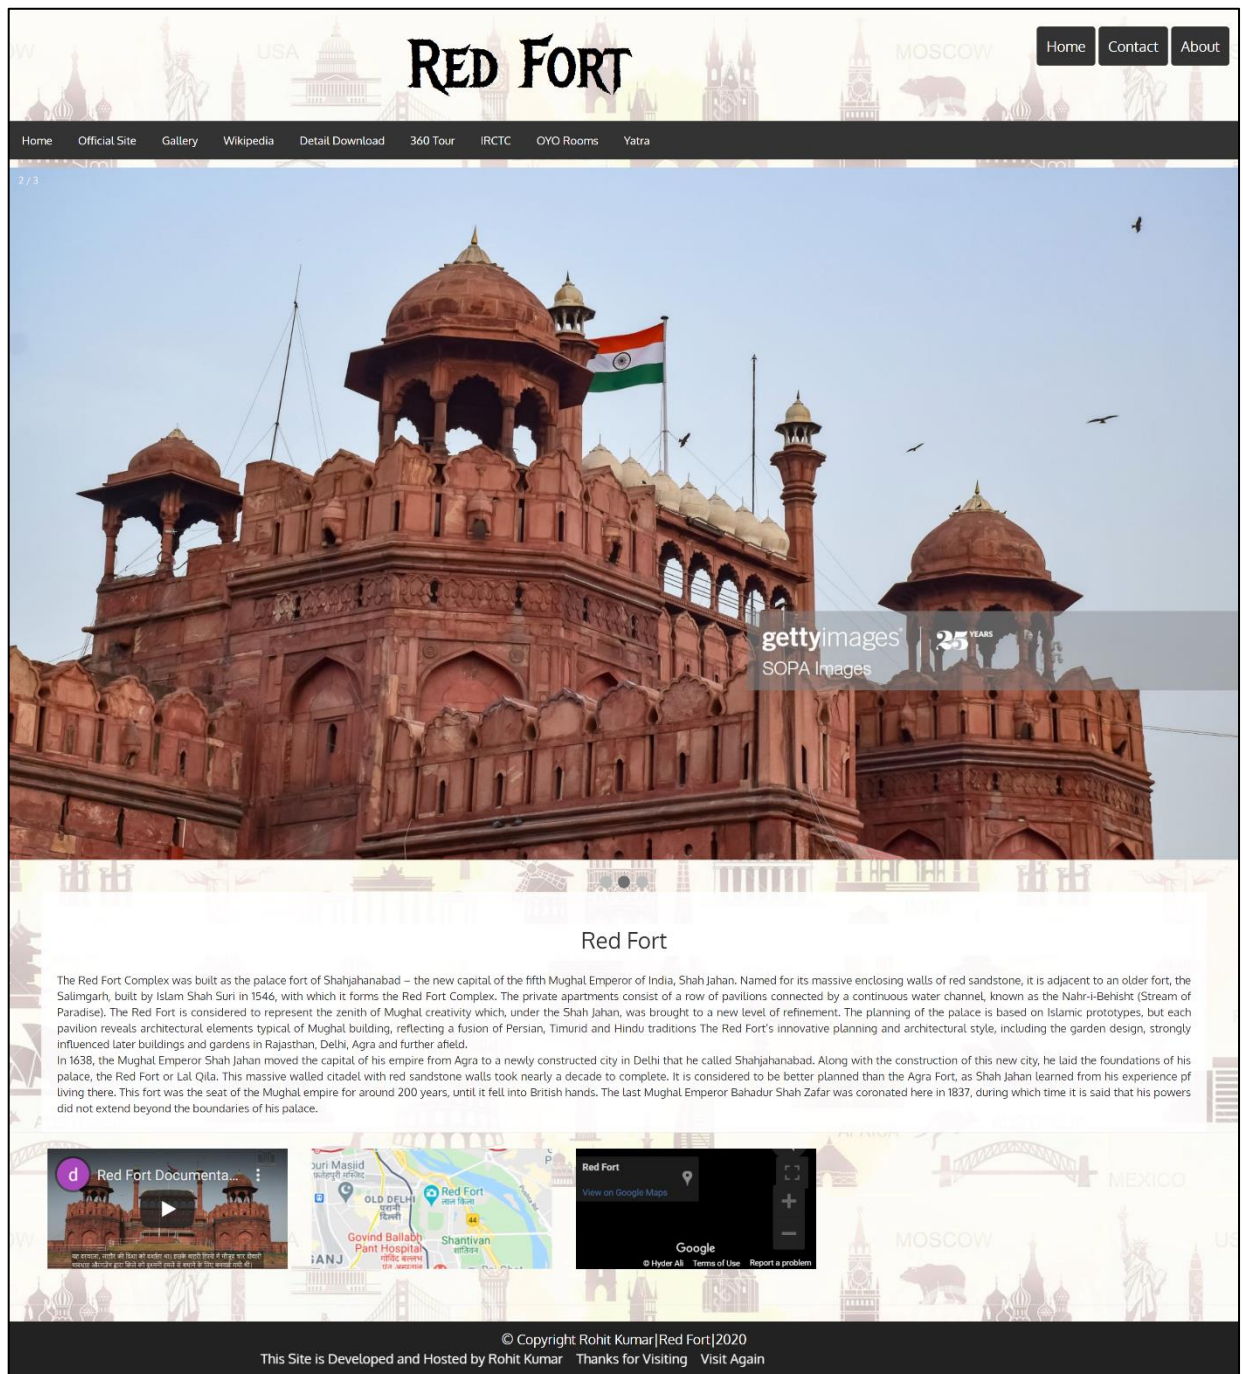 USA
MOSCOW
RED FORT
Home Contact About
Home Official Site Gallery Wikipedia Detail Download 360 Tour IRCTC OYO Rooms Yatra
2 / 3
gettyimages® 25 YEARS
SOPA Images
Red Fort
The Red Fort Complex was built as the palace fort of Shahjahanabad – the new capital of the fifth Mughal Emperor of India, Shah Jahan. Named for its massive enclosing walls of red sandstone, it is adjacent to an older fort, the
Salimgarh, built by Islam Shah Suri in 1546, with which it forms the Red Fort Complex. The private apartments consist of a row of pavilions connected by a continuous water channel, known as the Nahr-i-Behisht (Stream of
Paradise). The Red Fort is considered to represent the zenith of Mughal creativity which, under the Shah Jahan, was brought to a new level of refinement. The planning of the palace is based on Islamic prototypes, but each
pavilion reveals architectural elements typical of Mughal building, reflecting a fusion of Persian, Timurid and Hindu traditions The Red Fort's innovative planning and architectural style, including the garden design, strongly
influenced later buildings and gardens in Rajasthan, Delhi, Agra and further afield.
In 1638, the Mughal Emperor Shah Jahan moved the capital of his empire from Agra to a newly constructed city in Delhi that he called Shahjahanabad. Along with the construction of this new city, he laid the foundations of his
palace, the Red Fort or Lal Qila. This massive walled citadel with red sandstone walls took nearly a decade to complete. It is considered to be better planned than the Agra Fort, as Shah Jahan learned from his experience pf
living there. This fort was the seat of the Mughal empire for around 200 years, until it fell into British hands. The last Mughal Emperor Bahadur Shah Zafar was coronated here in 1837, during which time it is said that his powers
did not extend beyond the boundaries of his palace.
AFRICA
MEXICO
d Red Fort Documenta...
ouri Masjid
फ़तेहपुरी मस्जिद
OLD DELHI
पुरानी
दिल्ली
Red Fort
लाल किला
44
Govind Ballabh
Pant Hospital
Shantivan
शांतिवन
GANJ
Red Fort
View on Google Maps
Google
© Hyder Ali Terms of Use Report a problem
© Copyright Rohit Kumar|Red Fort|2020
This Site is Developed and Hosted by Rohit Kumar Thanks for Visiting Visit Again